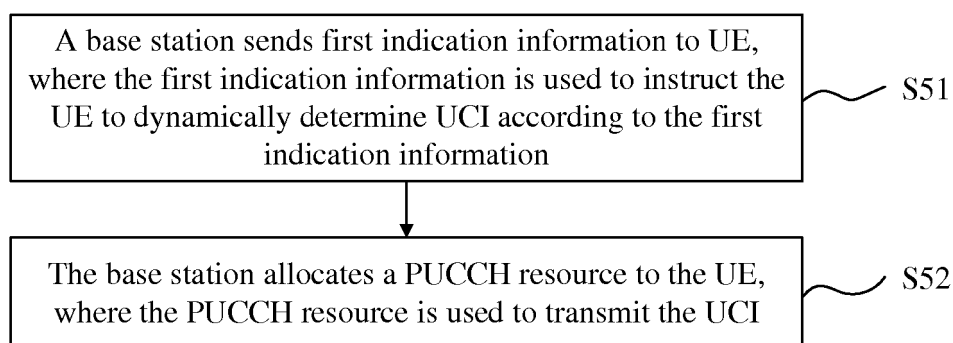 A base station sends first indication information to UE,
where the first indication information is used to instruct the
UE to dynamically determine UCI according to the first
indication information
S51
The base station allocates a PUCCH resource to the UE,
where the PUCCH resource is used to transmit the UCI
S52